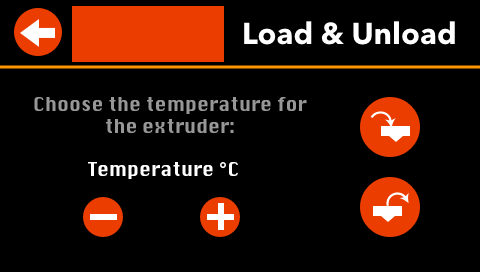 Load & Unload
Choose the temperature for
the extruder:
Temperature °C